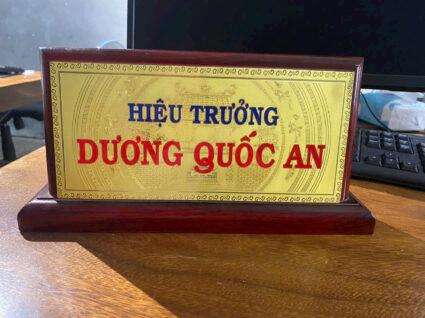 HIỆU TRƯỞNG
DƯƠNG QUỐC AN